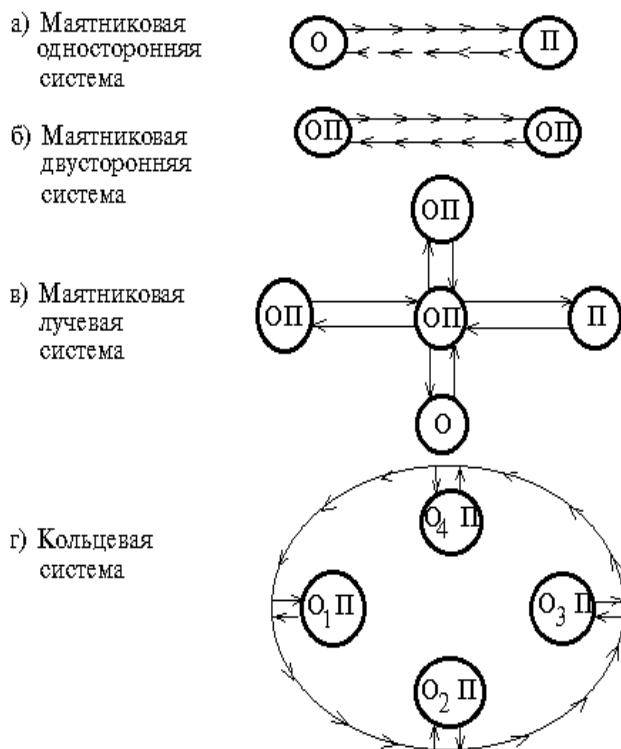 а) Маятниковая
односторонняя
система
О П
б) Маятниковая
двусторонняя
система
ОП ОП
в) Маятниковая
лучевая
система
ОП
ОП ОП П
О
г) Кольцевая
система
О4 П
О1 П О3 П
О2 П